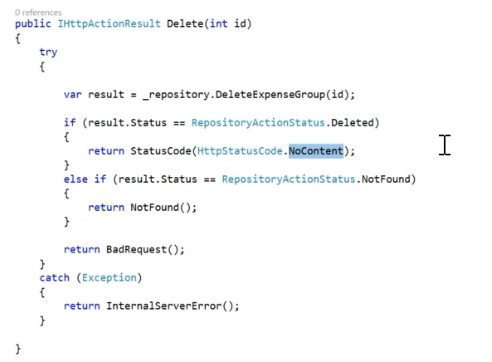 0 references
public IHttpActionResult Delete(int id)
{
    try
    {

        var result = _repository.DeleteExpenseGroup(id);

        if (result.Status == RepositoryActionStatus.Deleted)
        {
            return StatusCode(HttpStatusCode.NoContent);
        }
        else if (result.Status == RepositoryActionStatus.NotFound)
        {
            return NotFound();
        }

        return BadRequest();
    }
    catch (Exception)
    {
        return InternalServerError();
    }

}